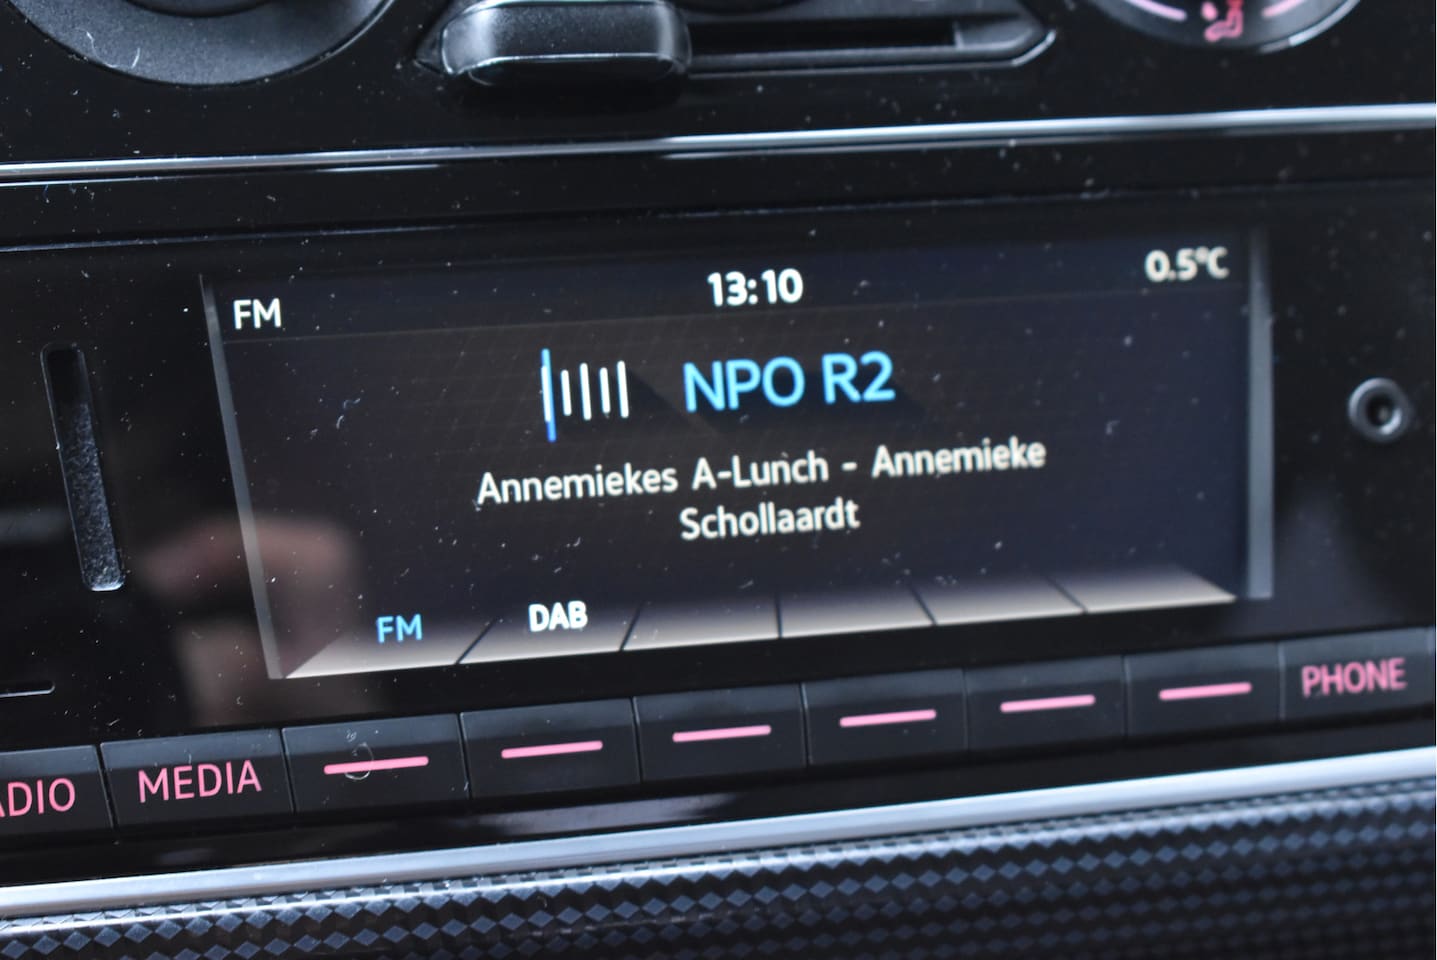 FM 13:10 0.5°C
NPO R2
Annemiekes A-Lunch - Annemieke
Schollaardt
FM DAB
ADIO MEDIA PHONE